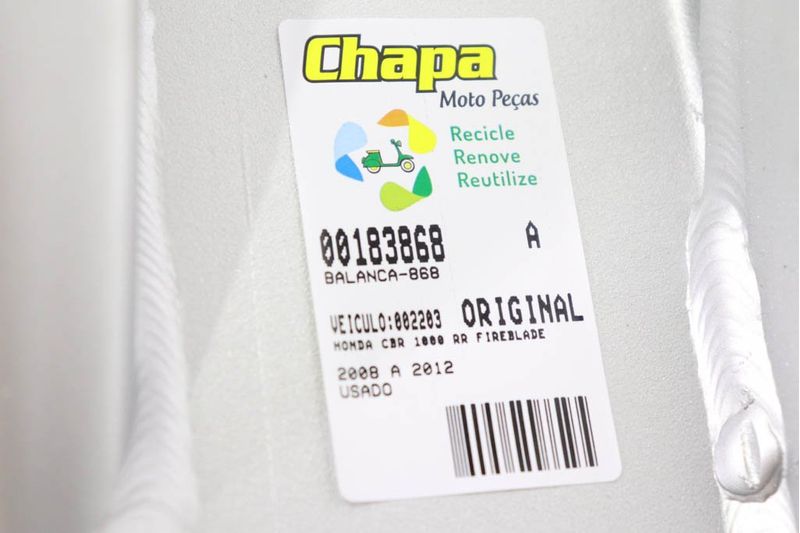 Chapa
Moto Peças
Recicle
Renove
Reutilize
00183868 A
BALANCA-868
VEICULO:002203 ORIGINAL
HONDA CBR 1000 RR FIREBLADE
2008 A 2012
USADO